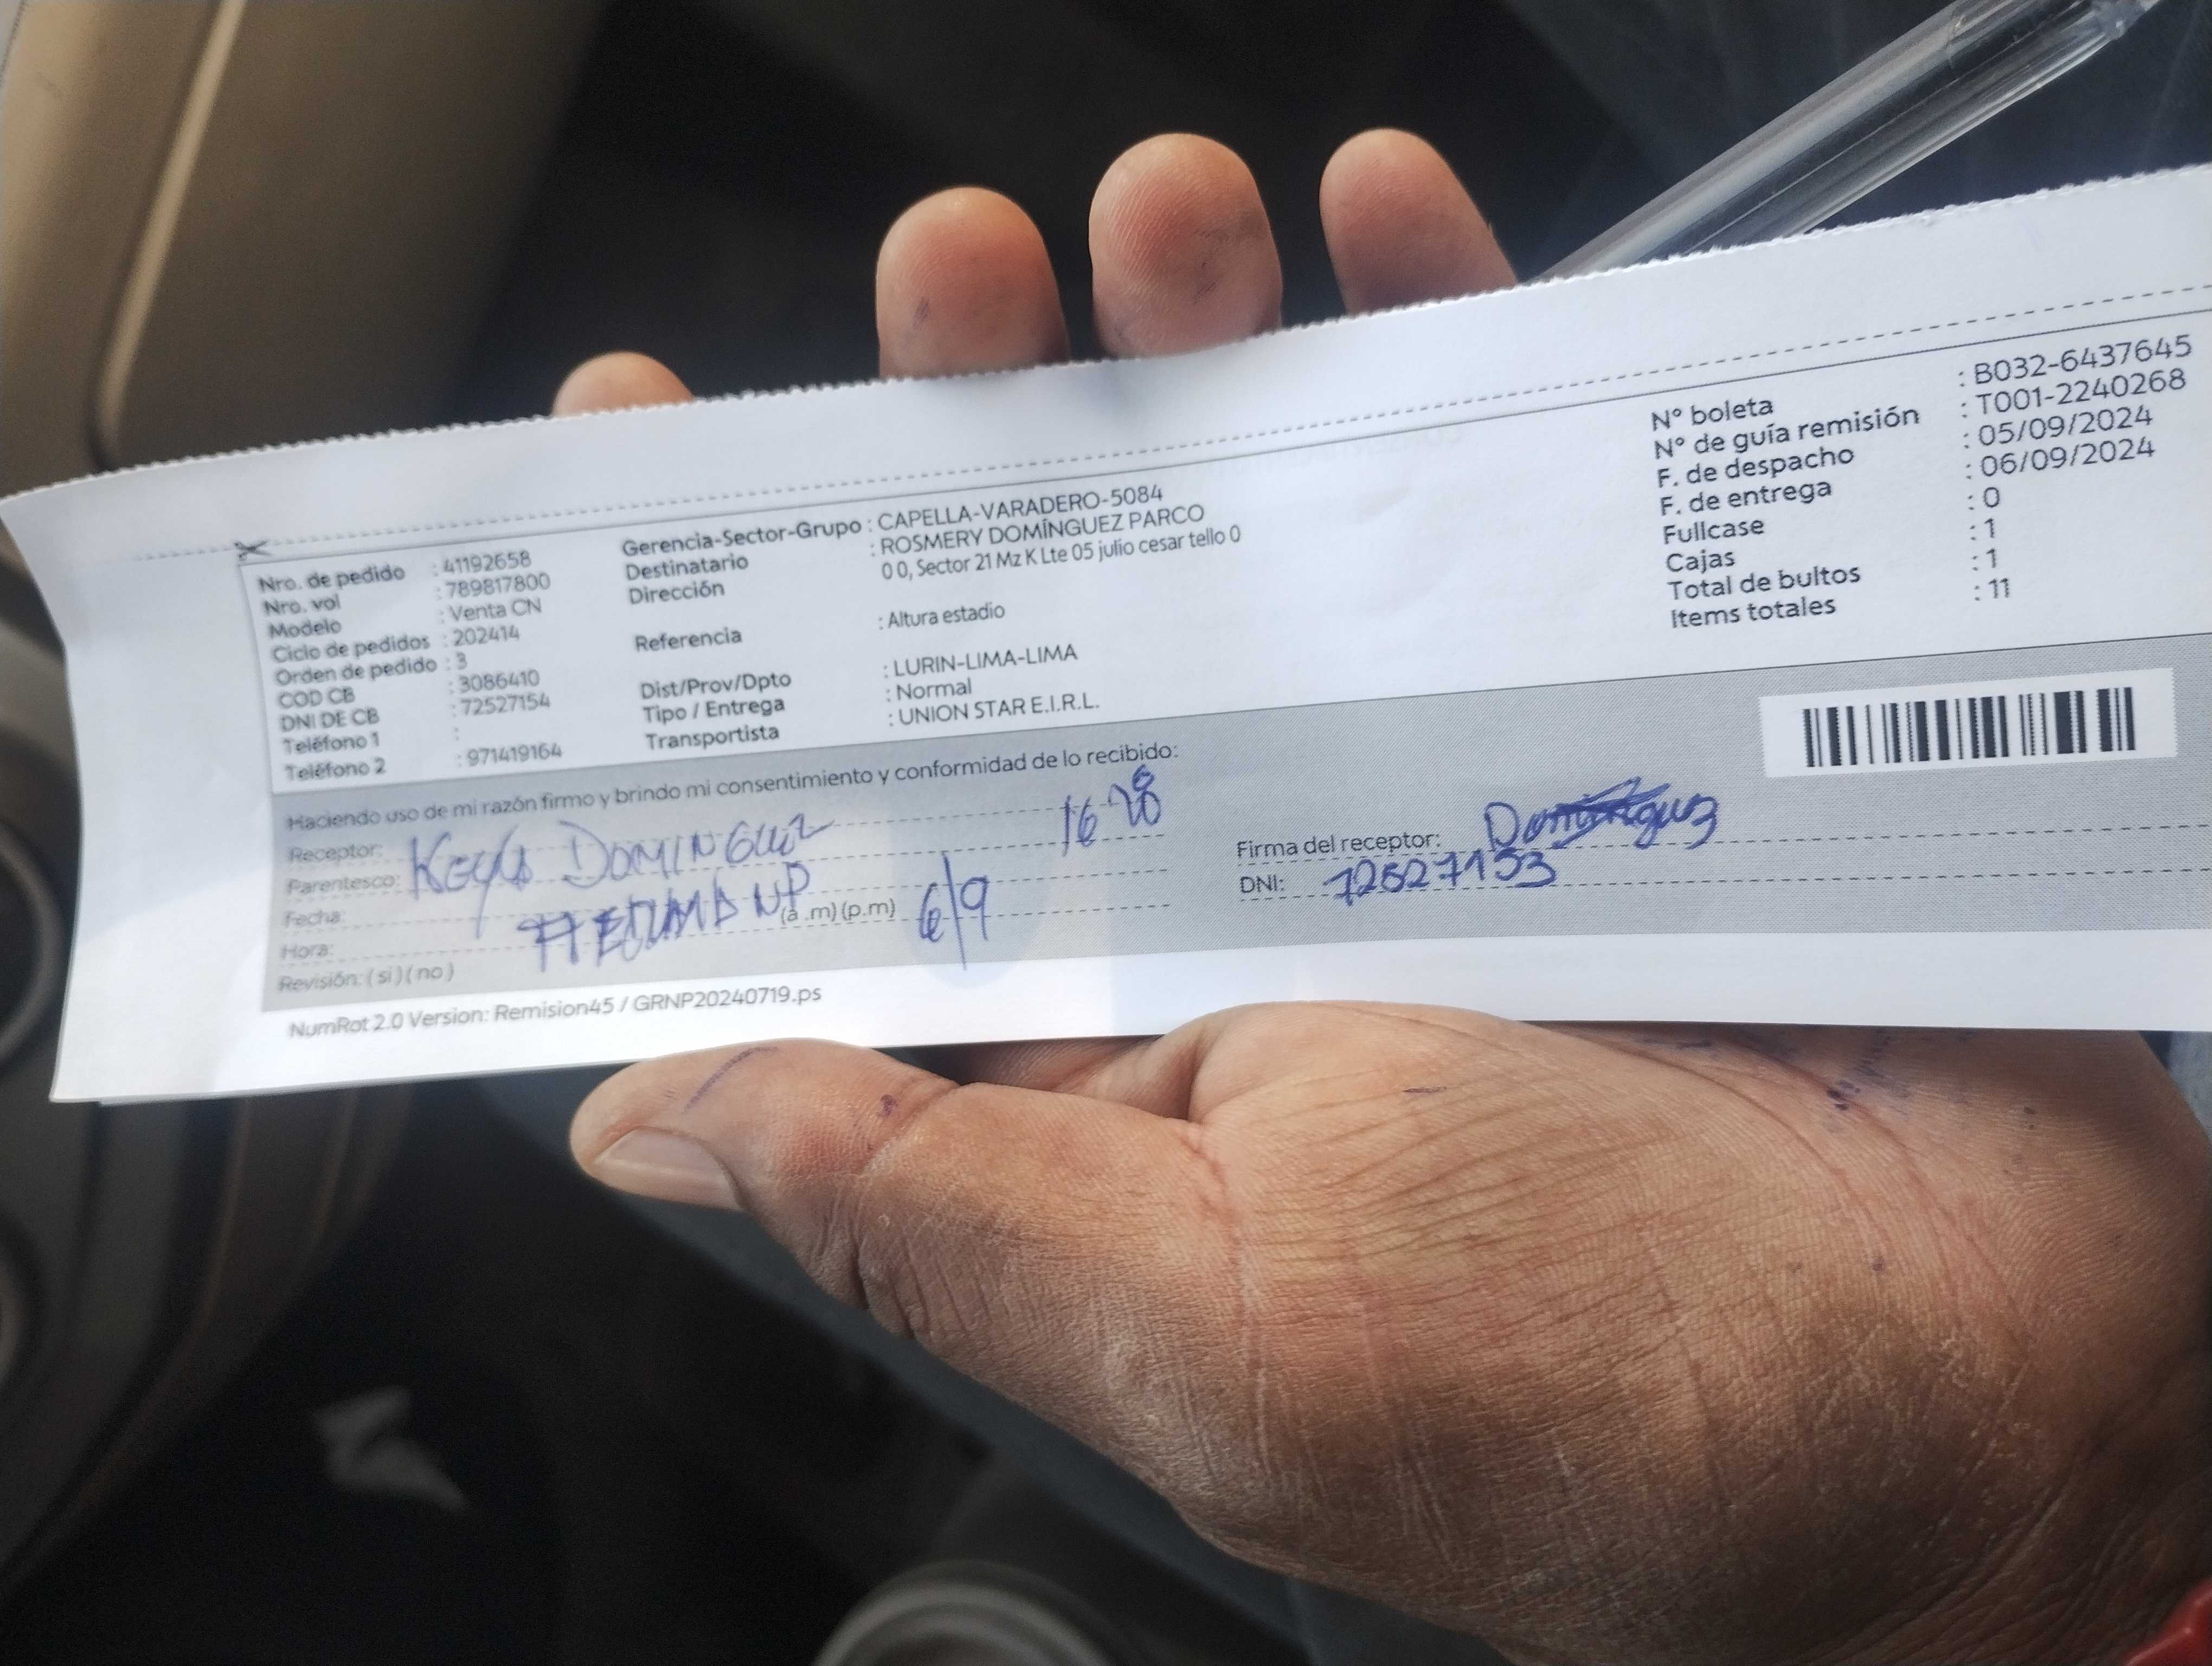 Nro. de pedido : 41192658
Nro. vol : 789817800
Modelo : Venta CN
Ciclo de pedidos : 202414
Orden de pedido : 3
COD CB : 3086410
DNI DE CB : 72527154
Teléfono 1 :
Teléfono 2 : 971419164
Gerencia-Sector-Grupo : CAPELLA-VARADERO-5084
Destinatario : ROSMERY DOMÍNGUEZ PARCO
Dirección 0 0, Sector 21 Mz K Lte 05 julio cesar tello 0
Referencia : Altura estadio
Dist/Prov/Dpto : LURIN-LIMA-LIMA
Tipo / Entrega : Normal
Transportista : UNION STAR E.I.R.L.
N° boleta : B032-6437645
N° de guía remisión : T001-2240268
F. de despacho : 05/09/2024
F. de entrega : 06/09/2024
Fullcase : 0
Cajas : 1
Total de bultos : 1
Items totales : 11
Haciendo uso de mi razón firmo y brindo mi consentimiento y conformidad de lo recibido:
Receptor: DOMINGUEZ
Parentesco:
Fecha: 6/9
Hora: (a .m) (p.m)
Revisión: ( si ) ( no )
Firma del receptor:
DNI: 72527153
NumRot 2.0 Version: Remision45 / GRNP20240719.ps